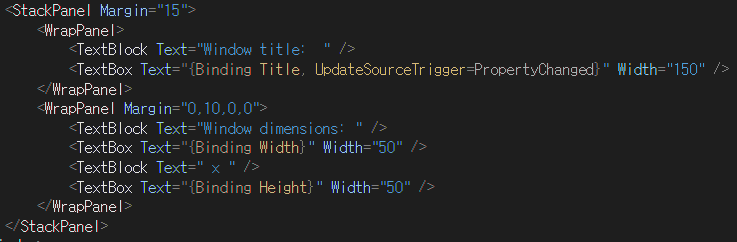 <StackPanel Margin="15">
<WrapPanel>
<TextBlock Text="Window title:  " />
<TextBox Text="{Binding Title, UpdateSourceTrigger=PropertyChanged}" Width="150" />
</WrapPanel>
<WrapPanel Margin="0,10,0,0">
<TextBlock Text="Window dimensions: " />
<TextBox Text="{Binding Width}" Width="50" />
<TextBlock Text=" x " />
<TextBox Text="{Binding Height}" Width="50" />
</WrapPanel>
</StackPanel>